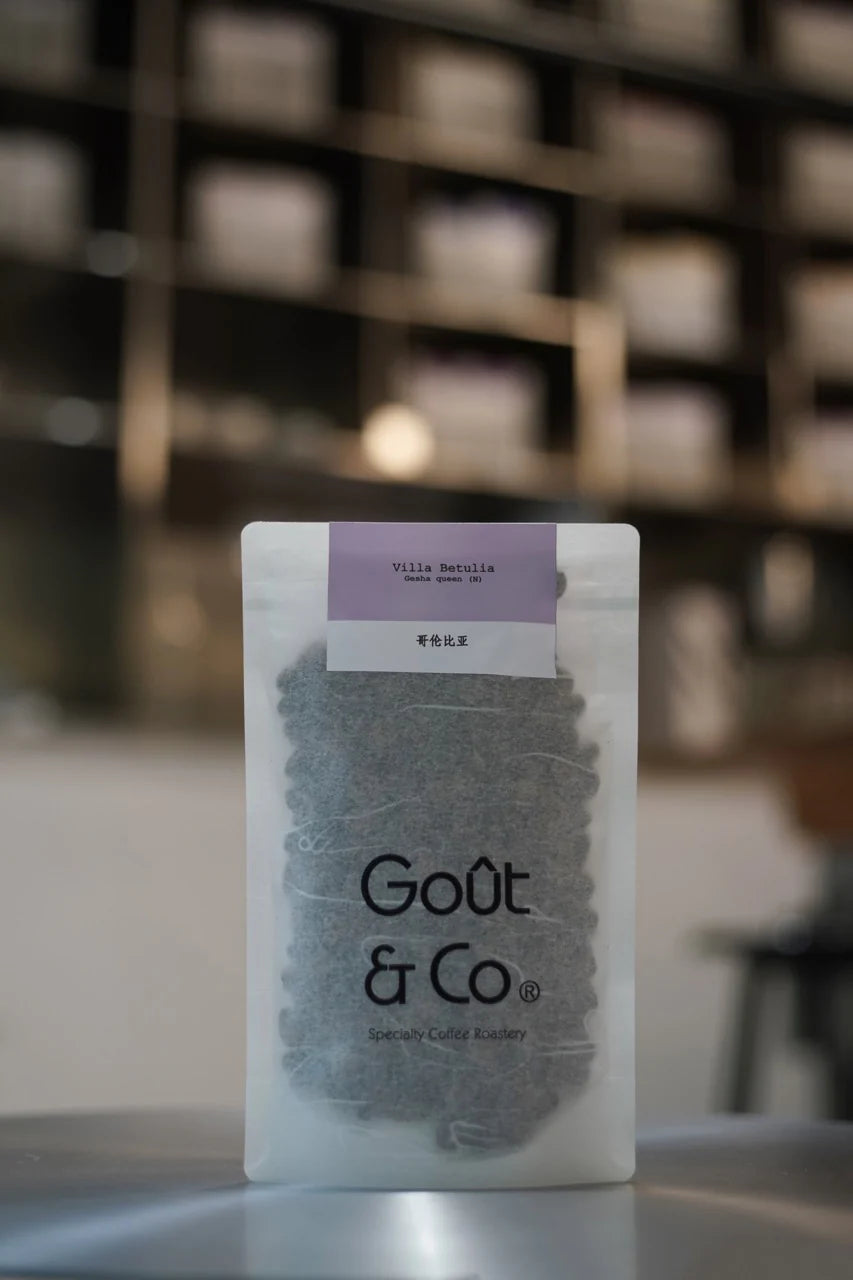 Villa Betulia
Gesha queen (N)
哥伦比亚
Goût
& Co®
Specialty Coffee Roastery